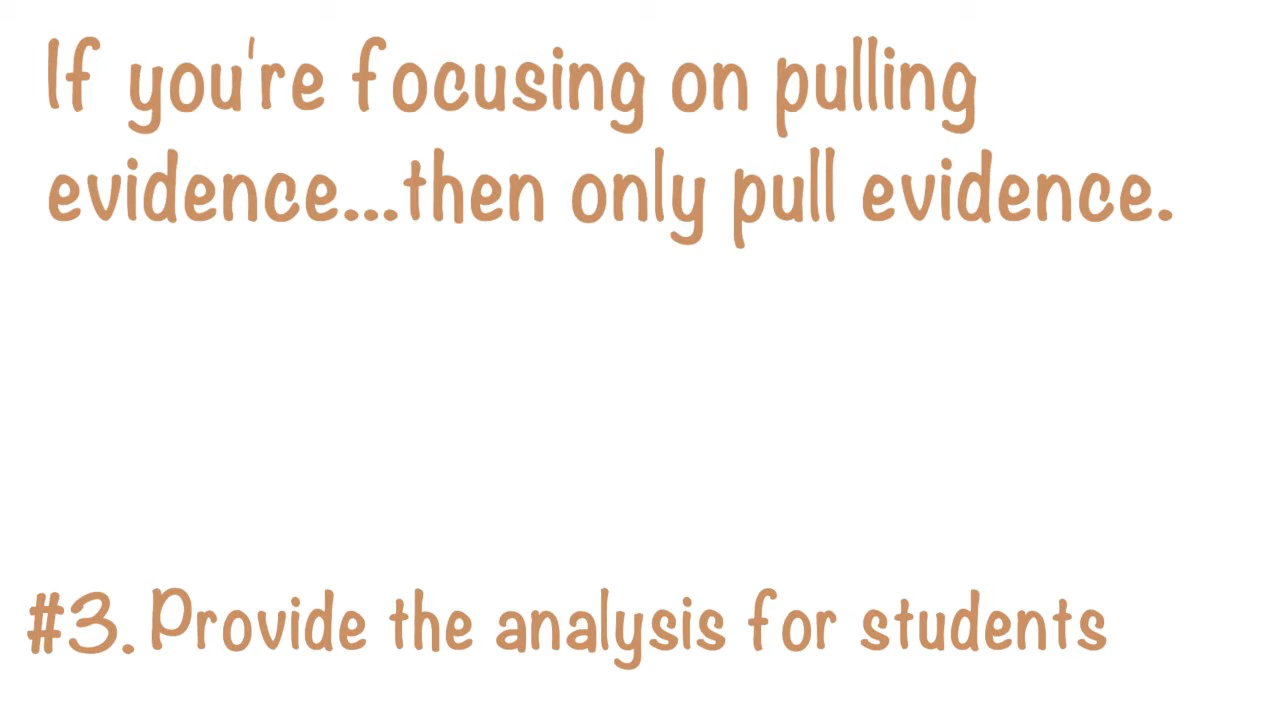 If you're focusing on pulling
evidence...then only pull evidence.
#3. Provide the analysis for students